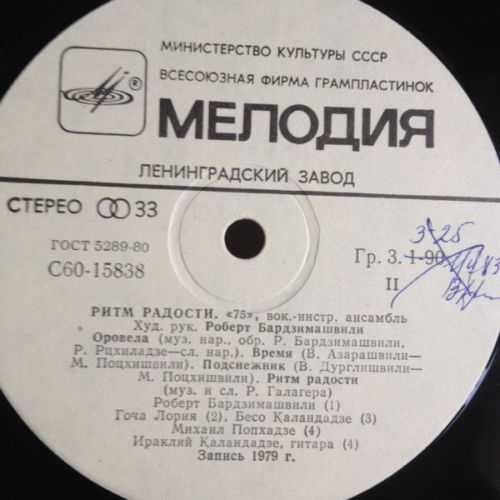 МИНИСТЕРСТВО КУЛЬТУРЫ СССР
ВСЕСОЮЗНАЯ ФИРМА ГРАМПЛАСТИНОК
МЕЛОДИЯ
ЛЕНИНГРАДСКИЙ ЗАВОД
СТЕРЕО 33
ГОСТ 5289-80
С60-15838
3-25
Гр. 3. 1-90
II
РИТМ РАДОСТИ. «75», вок.-инстр. ансамбль
Худ. рук. Роберт Бардзимашвили
Оровела (муз. нар., обр. Р. Бардзимашвили,
Р. Рцхиладзе—сл. нар.). Время (В. Азарашвили—
М. Поцхишвили). Подснежник (В. Дурглишвили—
М. Поцхишвили). Ритм радости
(муз. и сл. Р. Галагера)
Роберт Бардзимашвили (1)
Гоча Лория (2), Бесо Каландадзе (3)
Михаил Попхадзе (4)
Ираклий Каландадзе, гитара (4)
Запись 1979 г.